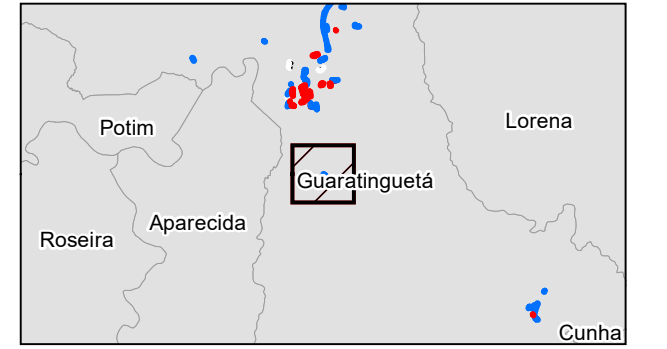 Lorena
Potim
Guaratinguetá
Aparecida
Roseira
Cunha